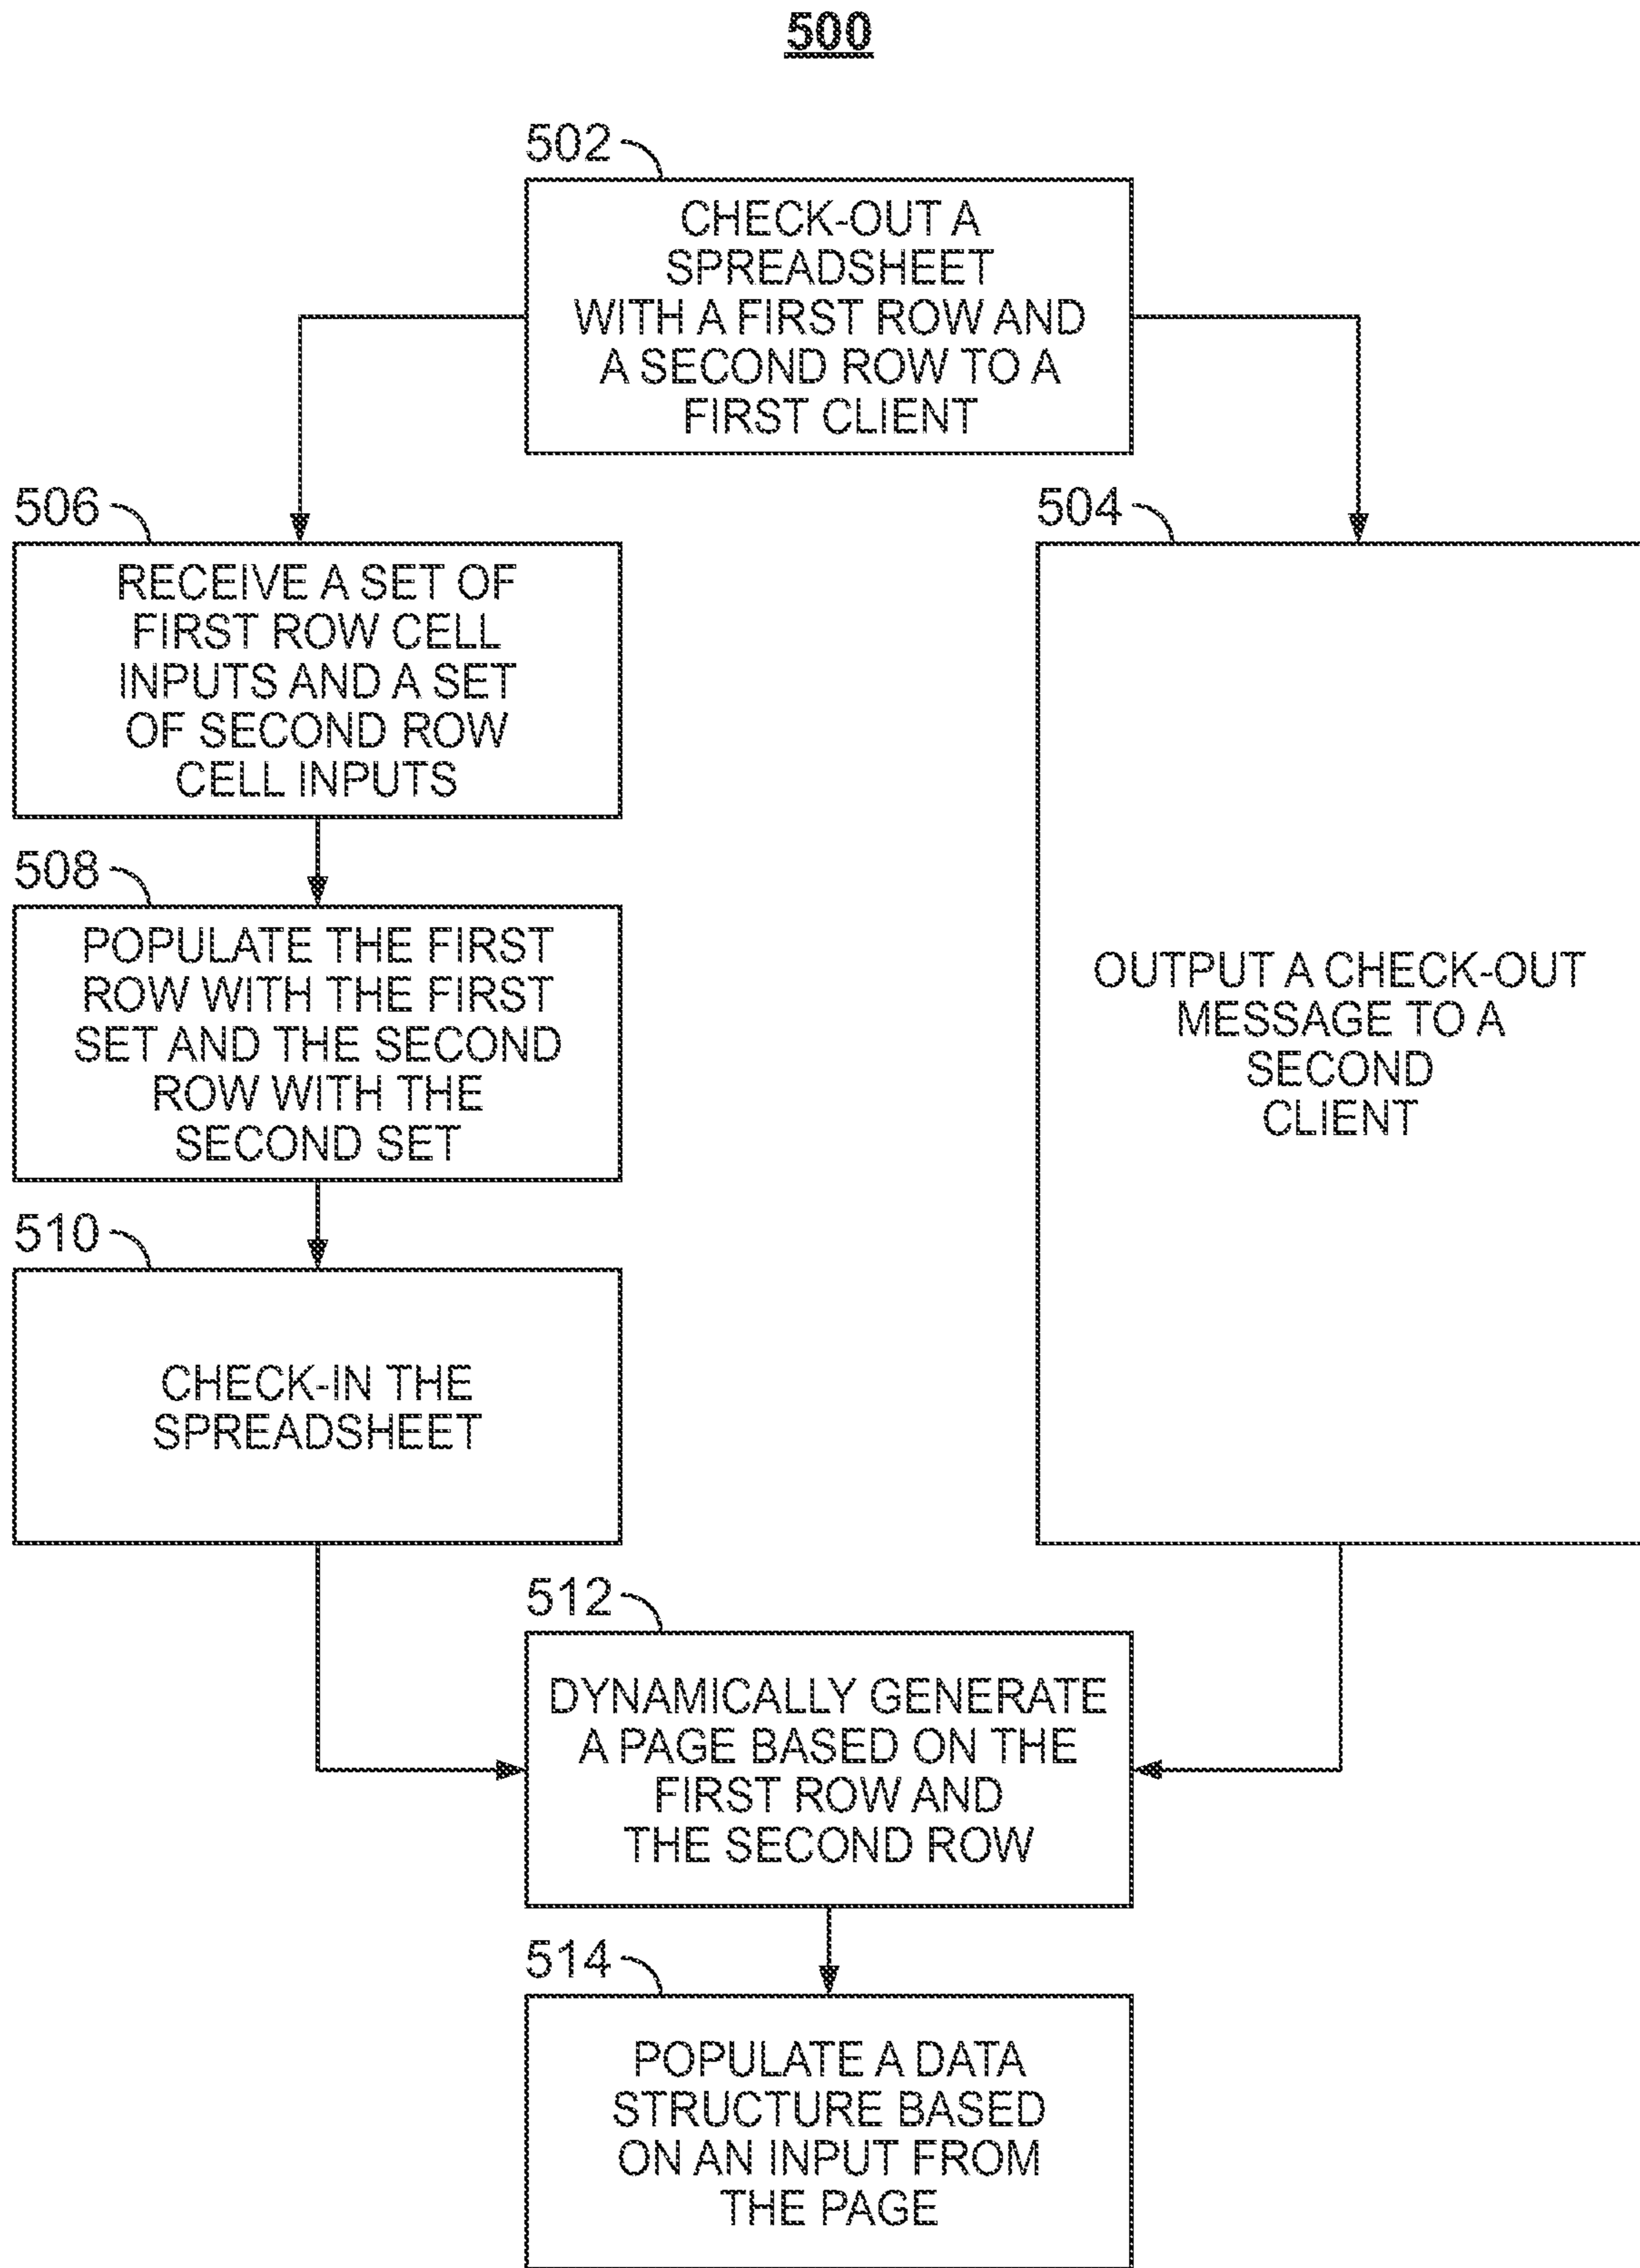 500
502
CHECK-OUT A
SPREADSHEET
WITH A FIRST ROW AND
A SECOND ROW TO A
FIRST CLIENT
506
RECEIVE A SET OF
FIRST ROW CELL
INPUTS AND A SET
OF SECOND ROW
CELL INPUTS
504
OUTPUT A CHECK-OUT
MESSAGE TO A
SECOND
CLIENT
508
POPULATE THE FIRST
ROW WITH THE FIRST
SET AND THE SECOND
ROW WITH THE
SECOND SET
510
CHECK-IN THE
SPREADSHEET
512
DYNAMICALLY GENERATE
A PAGE BASED ON THE
FIRST ROW AND
THE SECOND ROW
514
POPULATE A DATA
STRUCTURE BASED
ON AN INPUT FROM
THE PAGE